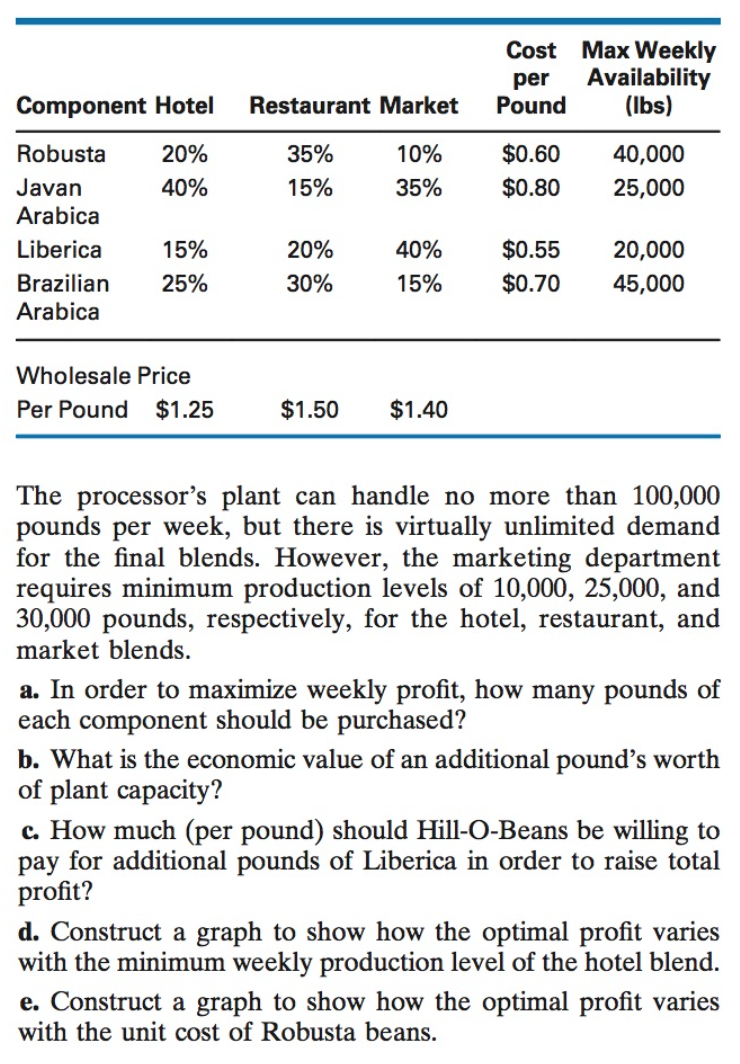 Cost Max Weekly
per Availability
Component Hotel Restaurant Market Pound (lbs)
Robusta 20% 35% 10% $0.60 40,000
Javan 40% 15% 35% $0.80 25,000
Arabica
Liberica 15% 20% 40% $0.55 20,000
Brazilian 25% 30% 15% $0.70 45,000
Arabica
Wholesale Price
Per Pound $1.25 $1.50 $1.40
The processor's plant can handle no more than 100,000
pounds per week, but there is virtually unlimited demand
for the final blends. However, the marketing department
requires minimum production levels of 10,000, 25,000, and
30,000 pounds, respectively, for the hotel, restaurant, and
market blends.
a. In order to maximize weekly profit, how many pounds of
each component should be purchased?
b. What is the economic value of an additional pound's worth
of plant capacity?
c. How much (per pound) should Hill-O-Beans be willing to
pay for additional pounds of Liberica in order to raise total
profit?
d. Construct a graph to show how the optimal profit varies
with the minimum weekly production level of the hotel blend.
e. Construct a graph to show how the optimal profit varies
with the unit cost of Robusta beans.